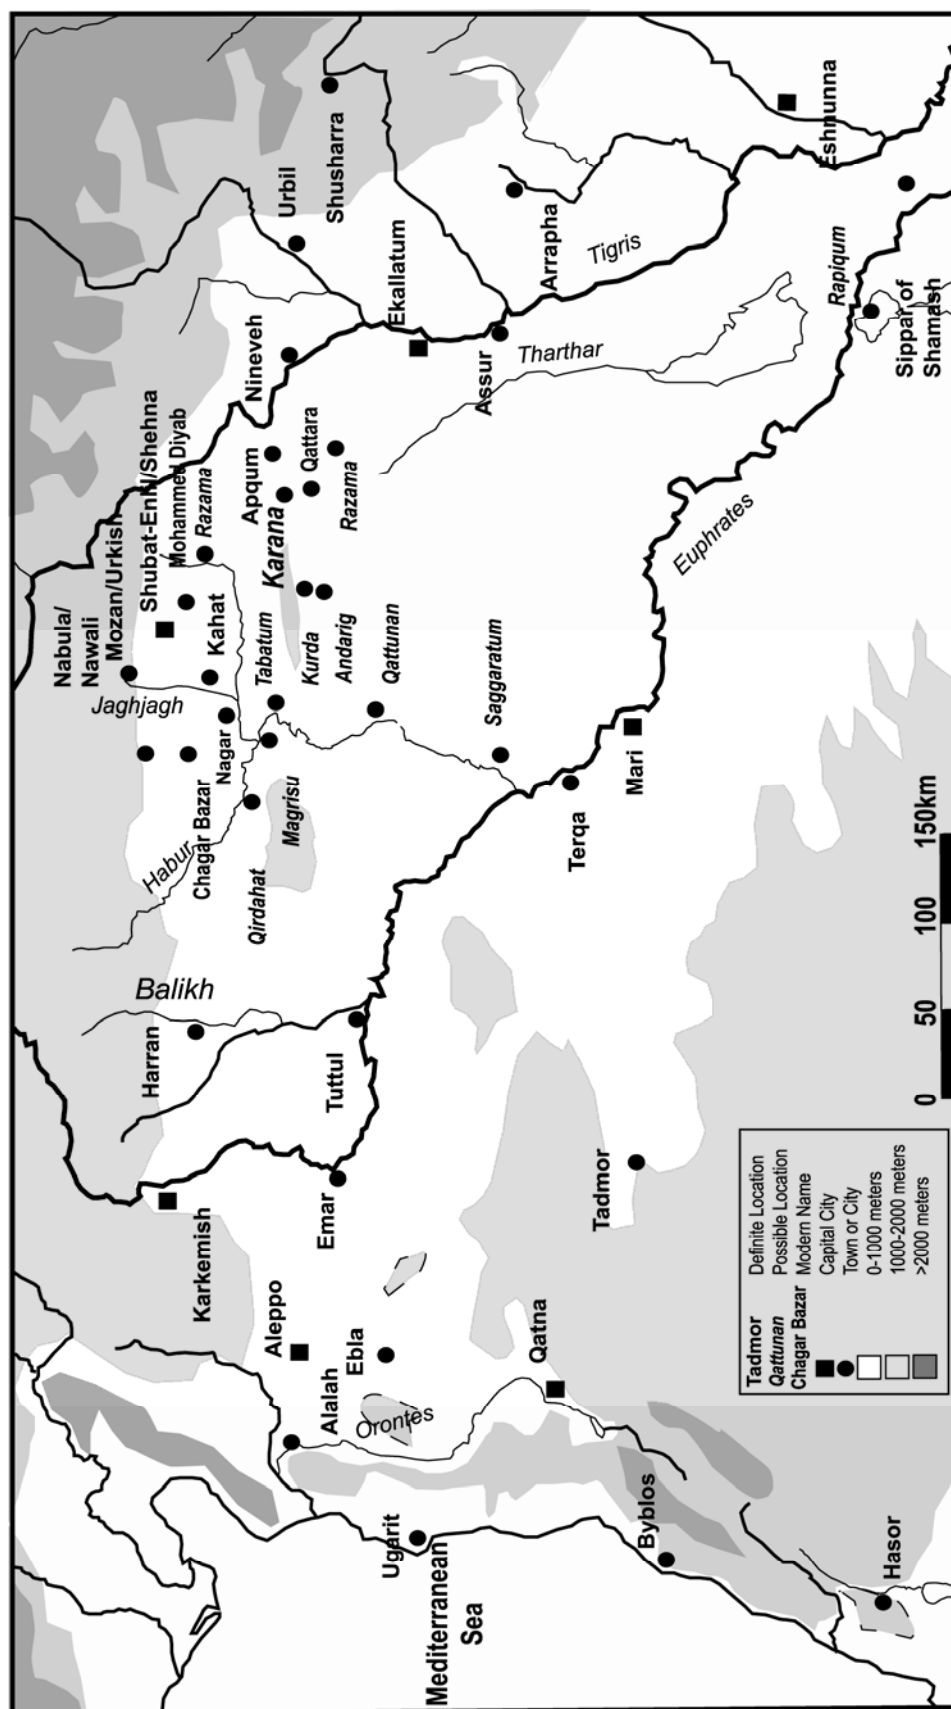 Nabula/
Nawali
Mozan/Urkish
Shubat-Enlil/Shehna
Mohammed Diyab
Razama
Jaghjagh
Kahat
Nagar
Chagar Bazar
Habur
Qirdahat
Magrisu
Tabatum
Kurda
Andarig
Qattunan
Saggaratum
Karana
Apqum
Qattara
Razama
Nineveh
Urbil
Shusharra
Ekallatum
Assur
Arrapha
Tigris
Tharthar
Eshnunna
Rapiqum
Sippar of
Shamash
Euphrates
Mari
Terqa
Balikh
Harran
Tuttul
Emar
Karkemish
Aleppo
Alalah
Ebla
Orontes
Qatna
Tadmor
Ugarit
Mediterranean
Sea
Byblos
Hasor
Tadmor Definite Location
Qattunan Possible Location
Chagar Bazar Modern Name
Capital City
Town or City
0-1000 meters
1000-2000 meters
>2000 meters
0 50 100 150km